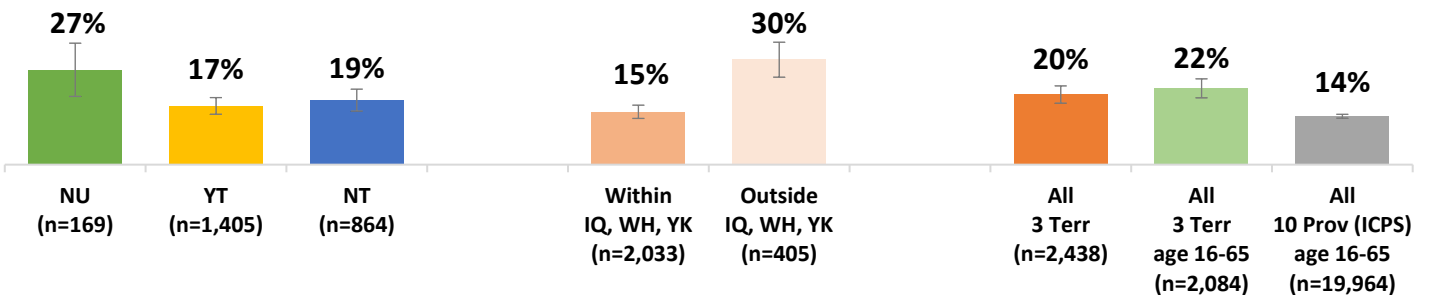 27%
17%
19%
15%
30%
20%
22%
14%
NU
(n=169)
YT
(n=1,405)
NT
(n=864)
Within
IQ, WH, YK
(n=2,033)
Outside
IQ, WH, YK
(n=405)
All
3 Terr
(n=2,438)
All
3 Terr
age 16-65
(n=2,084)
All
10 Prov (ICPS)
age 16-65
(n=19,964)